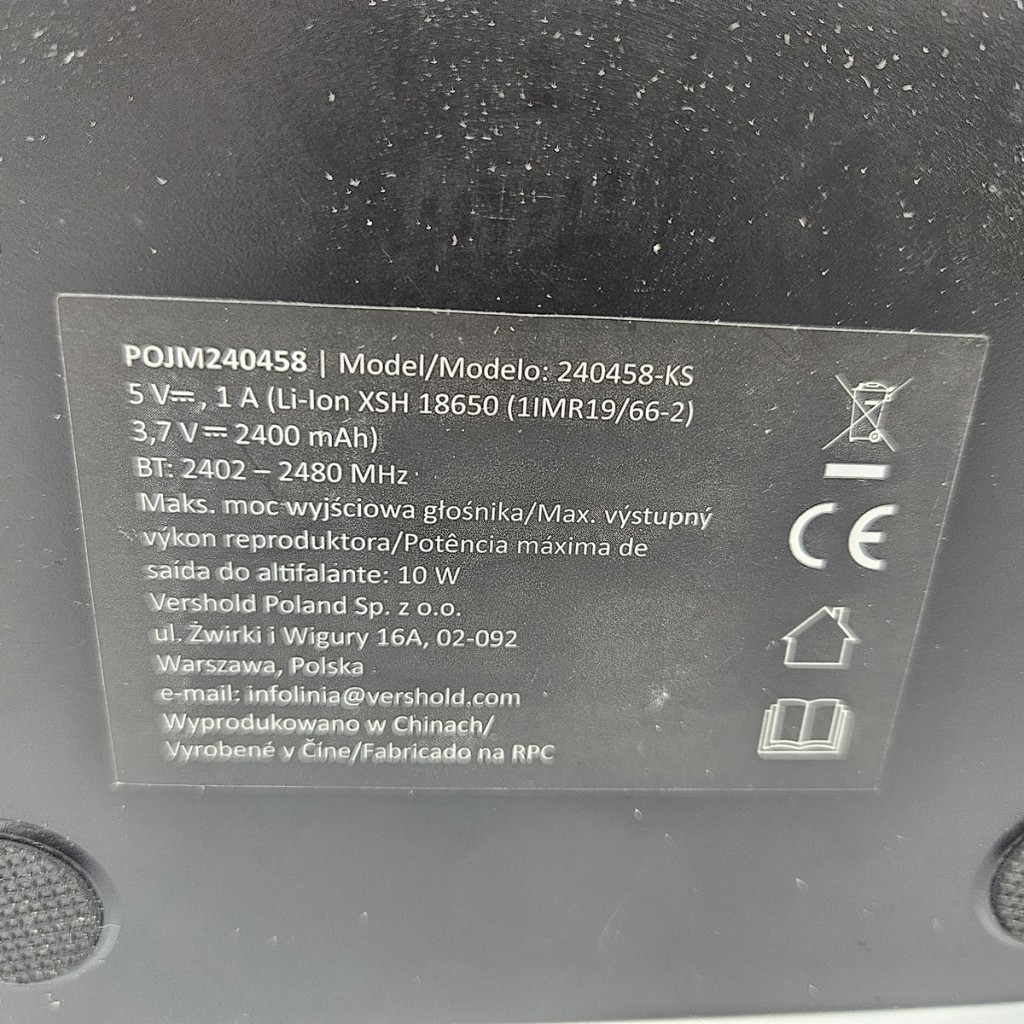 POJM240458 | Model/Modelo: 240458-KS
5 V⎓, 1 A (Li-Ion XSH 18650 (1IMR19/66-2)
3,7 V⎓ 2400 mAh)
BT: 2402 – 2480 MHz
Maks. moc wyjściowa głośnika/Max. výstupný
výkon reproduktora/Potência máxima de
saída do altifalante: 10 W
Vershold Poland Sp. z o.o.
ul. Żwirki i Wigury 16A, 02-092
Warszawa, Polska
e-mail: infolinia@vershold.com
Wyprodukowano w Chinach/
Vyrobené v Číne/Fabricado na RPC
CE